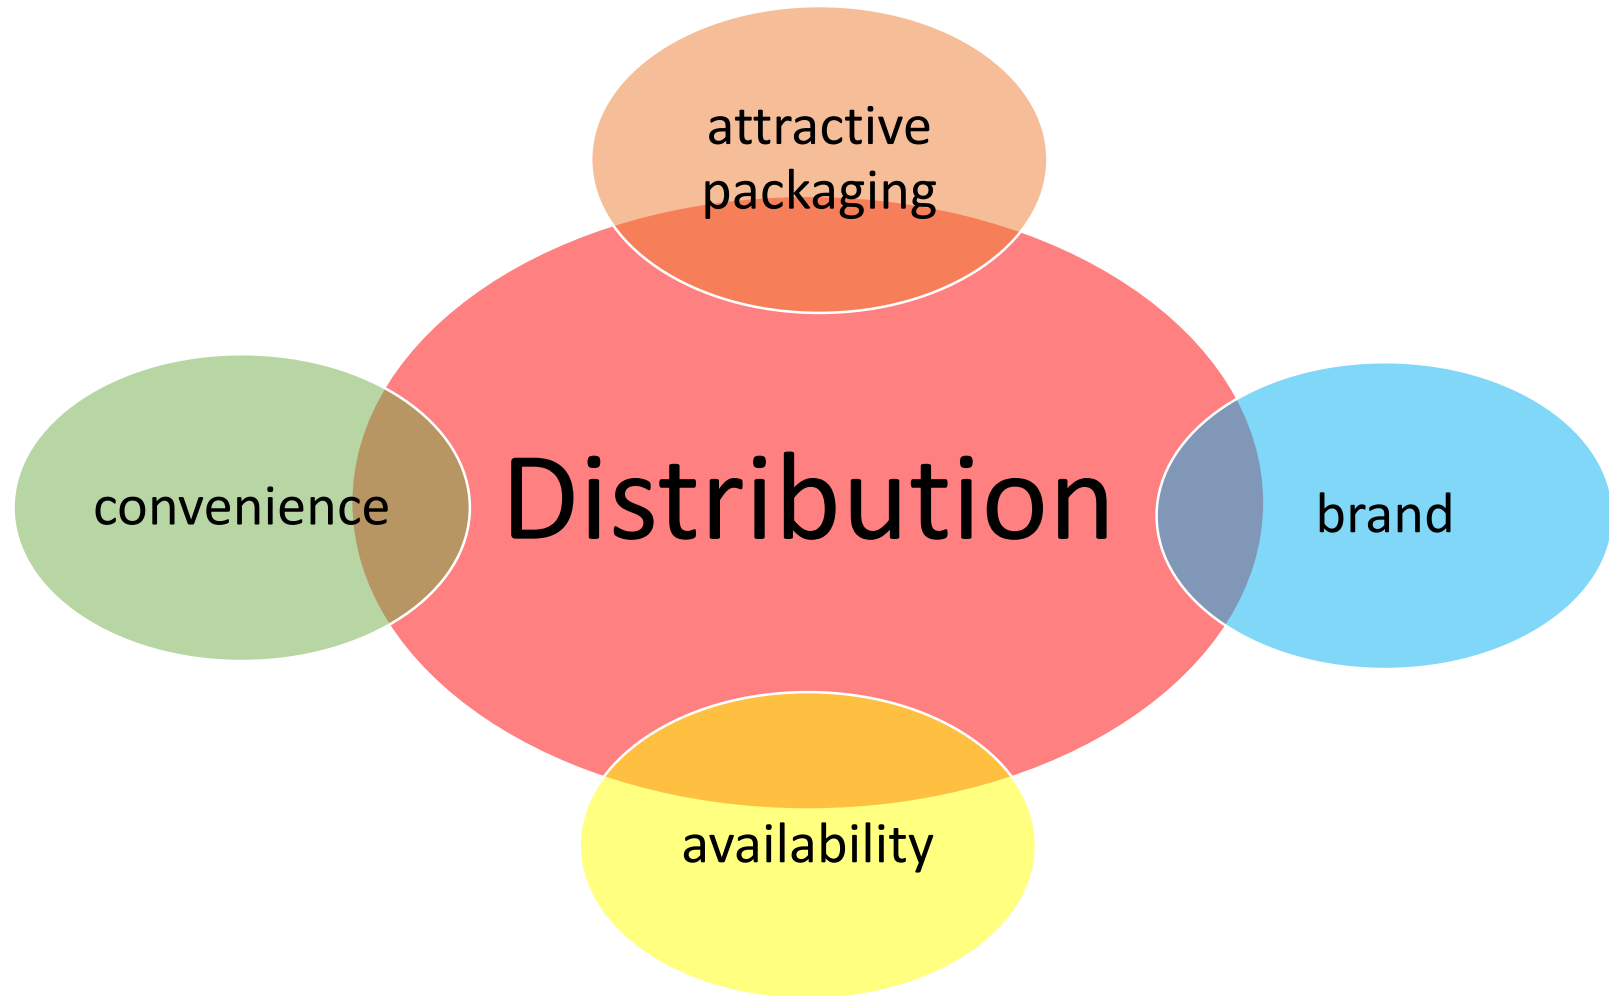 attractive
packaging
convenience
Distribution
brand
availability